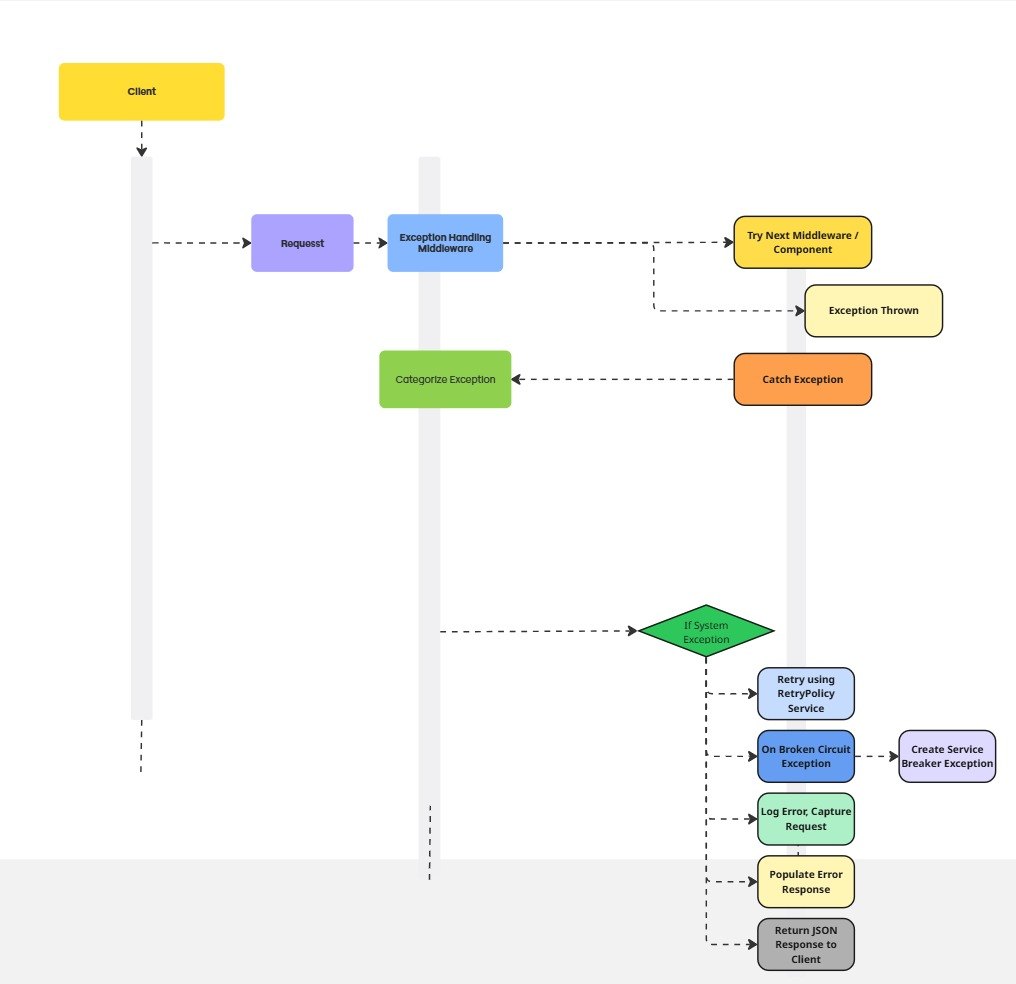 Client
Requesst
Exception Handling
Middleware
Try Next Middleware /
Component
Exception Thrown
Categorize Exception
Catch Exception
If System
Exception
Retry using
RetryPolicy
Service
On Broken Circuit
Exception
Create Service
Breaker Exception
Log Error, Capture
Request
Populate Error
Response
Return JSON
Response to
Client